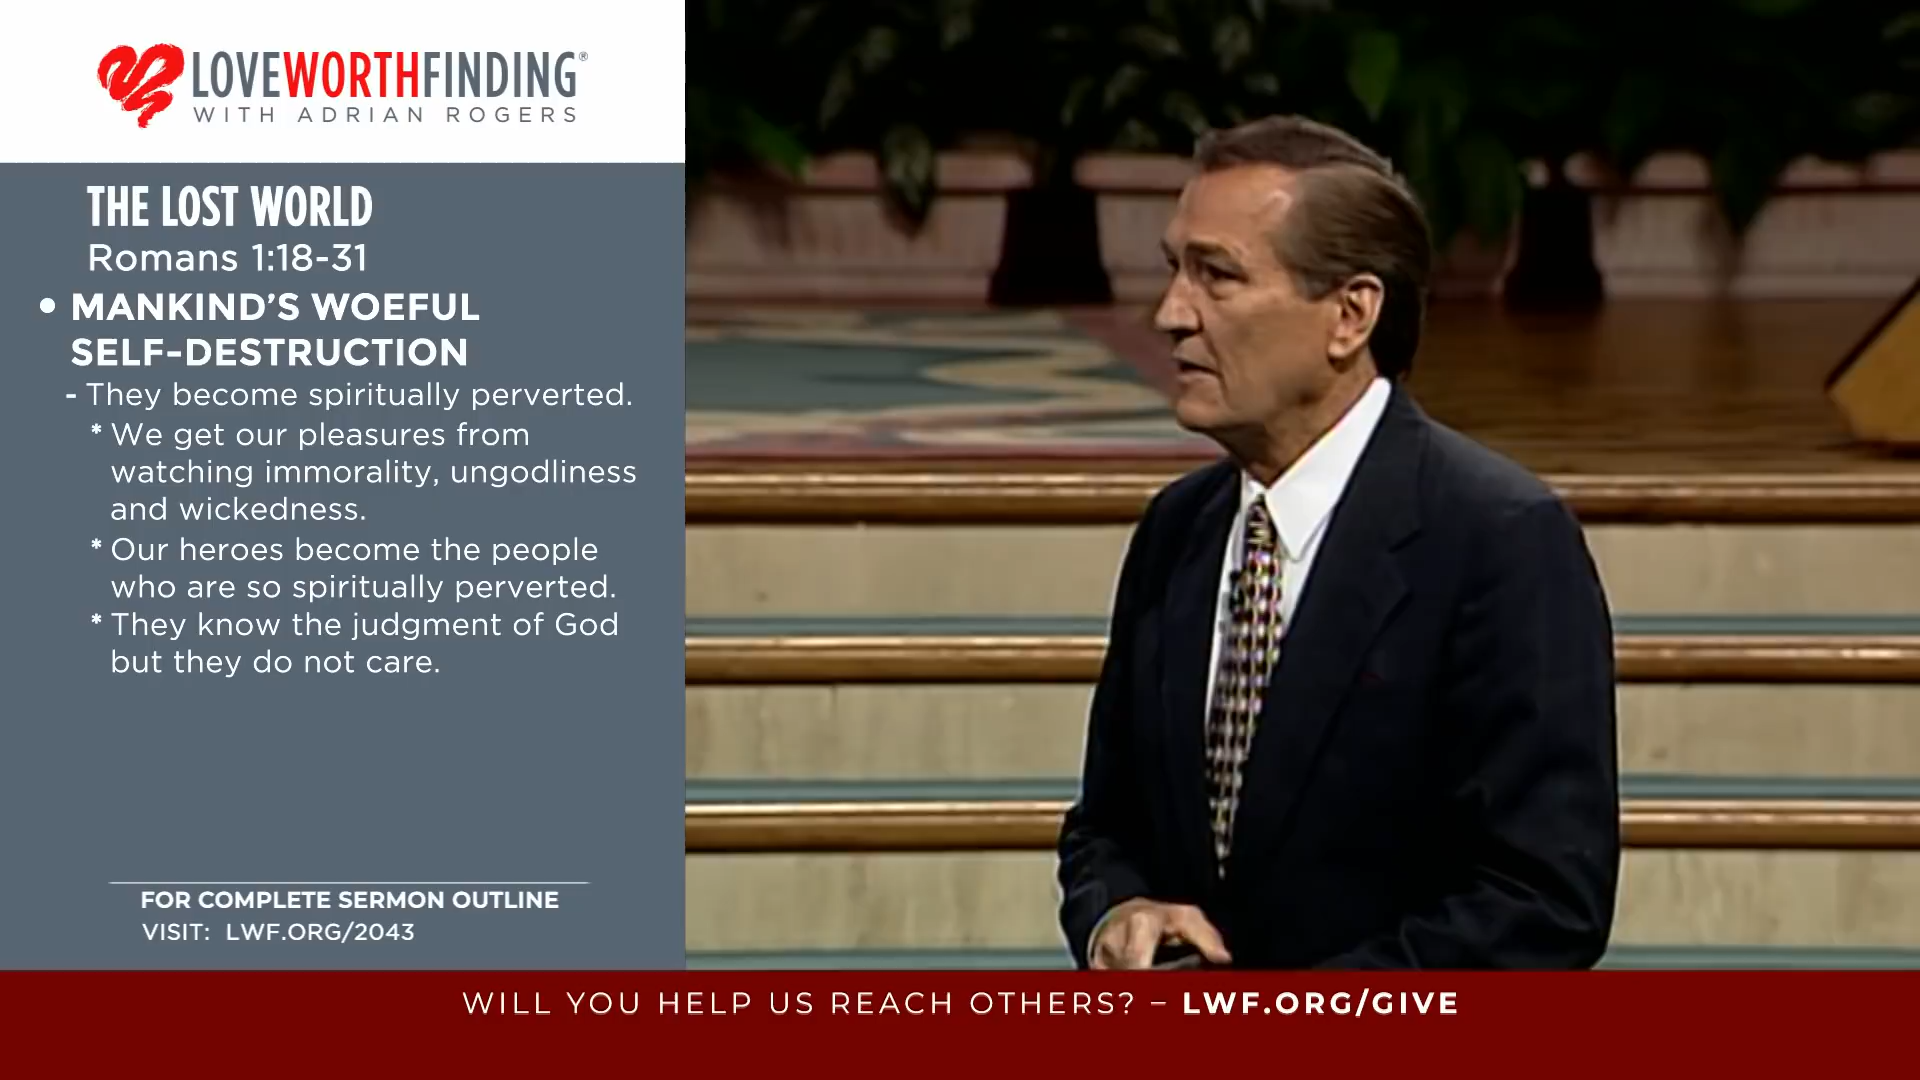 LOVEWORTHFINDING®
WITH ADRIAN ROGERS
THE LOST WORLD
Romans 1:18-31
• MANKIND’S WOEFUL
SELF-DESTRUCTION
- They become spiritually perverted.
* We get our pleasures from
watching immorality, ungodliness
and wickedness.
* Our heroes become the people
who are so spiritually perverted.
* They know the judgment of God
but they do not care.
FOR COMPLETE SERMON OUTLINE
VISIT: LWF.ORG/2043
WILL YOU HELP US REACH OTHERS? – LWF.ORG/GIVE